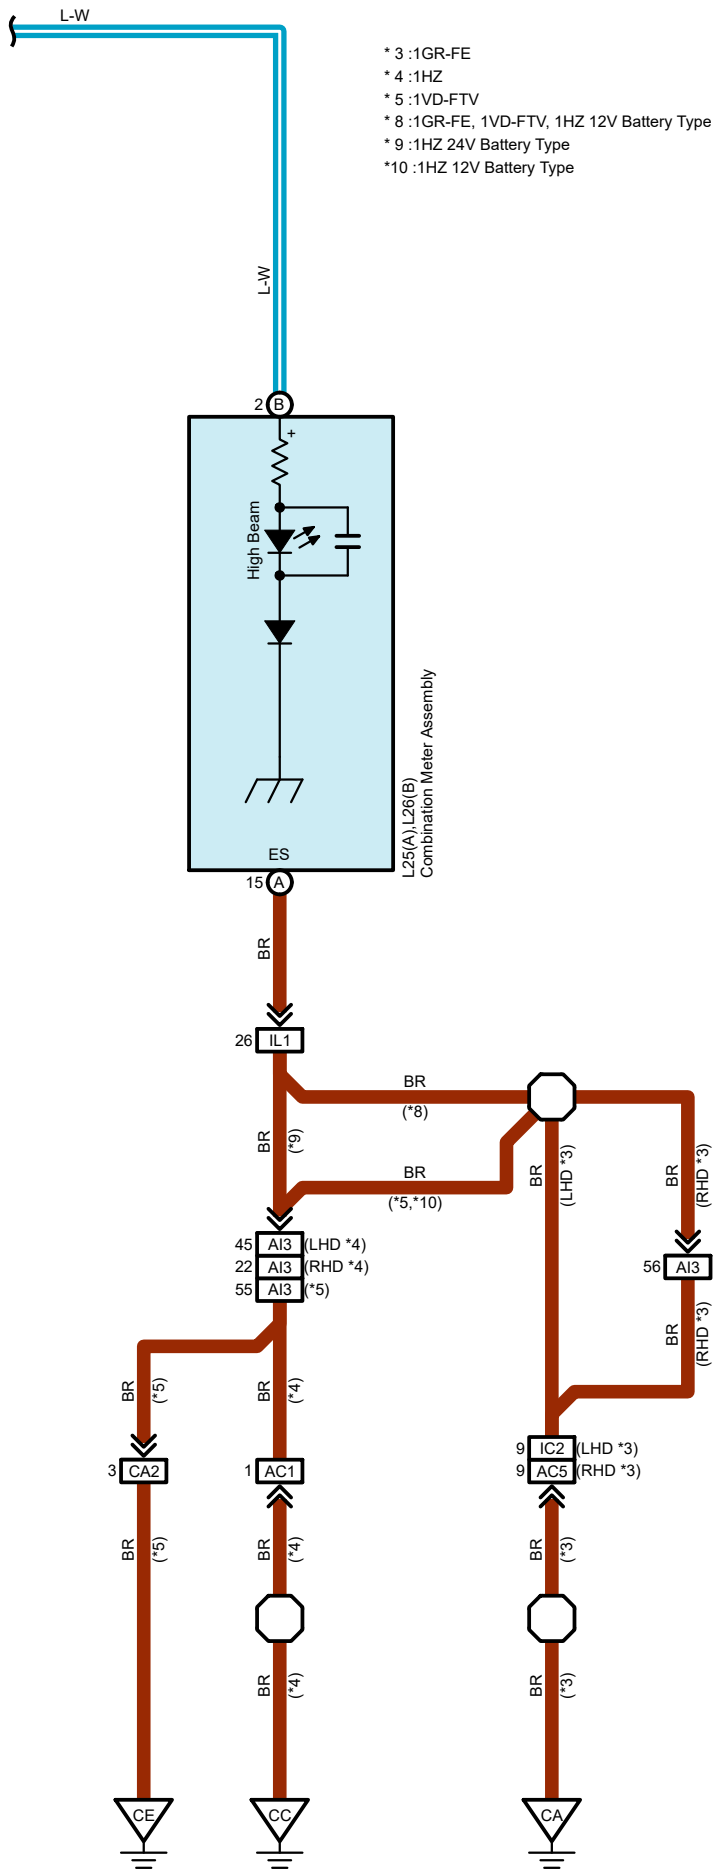 L-W
* 3 :1GR-FE
* 4 :1HZ
* 5 :1VD-FTV
* 8 :1GR-FE, 1VD-FTV, 1HZ 12V Battery Type
* 9 :1HZ 24V Battery Type
*10 :1HZ 12V Battery Type
L-W
2 B
+
High Beam
L25(A),L26(B)
Combination Meter Assembly
ES
15 A
BR
26 IL1
BR
(*8)
BR
(*9)
BR
(*5,*10)
BR
(LHD *3)
BR
(RHD *3)
45 AI3 (LHD *4)
22 AI3 (RHD *4)
55 AI3 (*5)
56 AI3
BR
(RHD *3)
BR
(*5)
BR
(*4)
9 IC2 (LHD *3)
9 AC5 (RHD *3)
3 CA2
1 AC1
BR
(*5)
BR
(*4)
BR
(*3)
BR
(*4)
BR
(*3)
CE
CC
CA